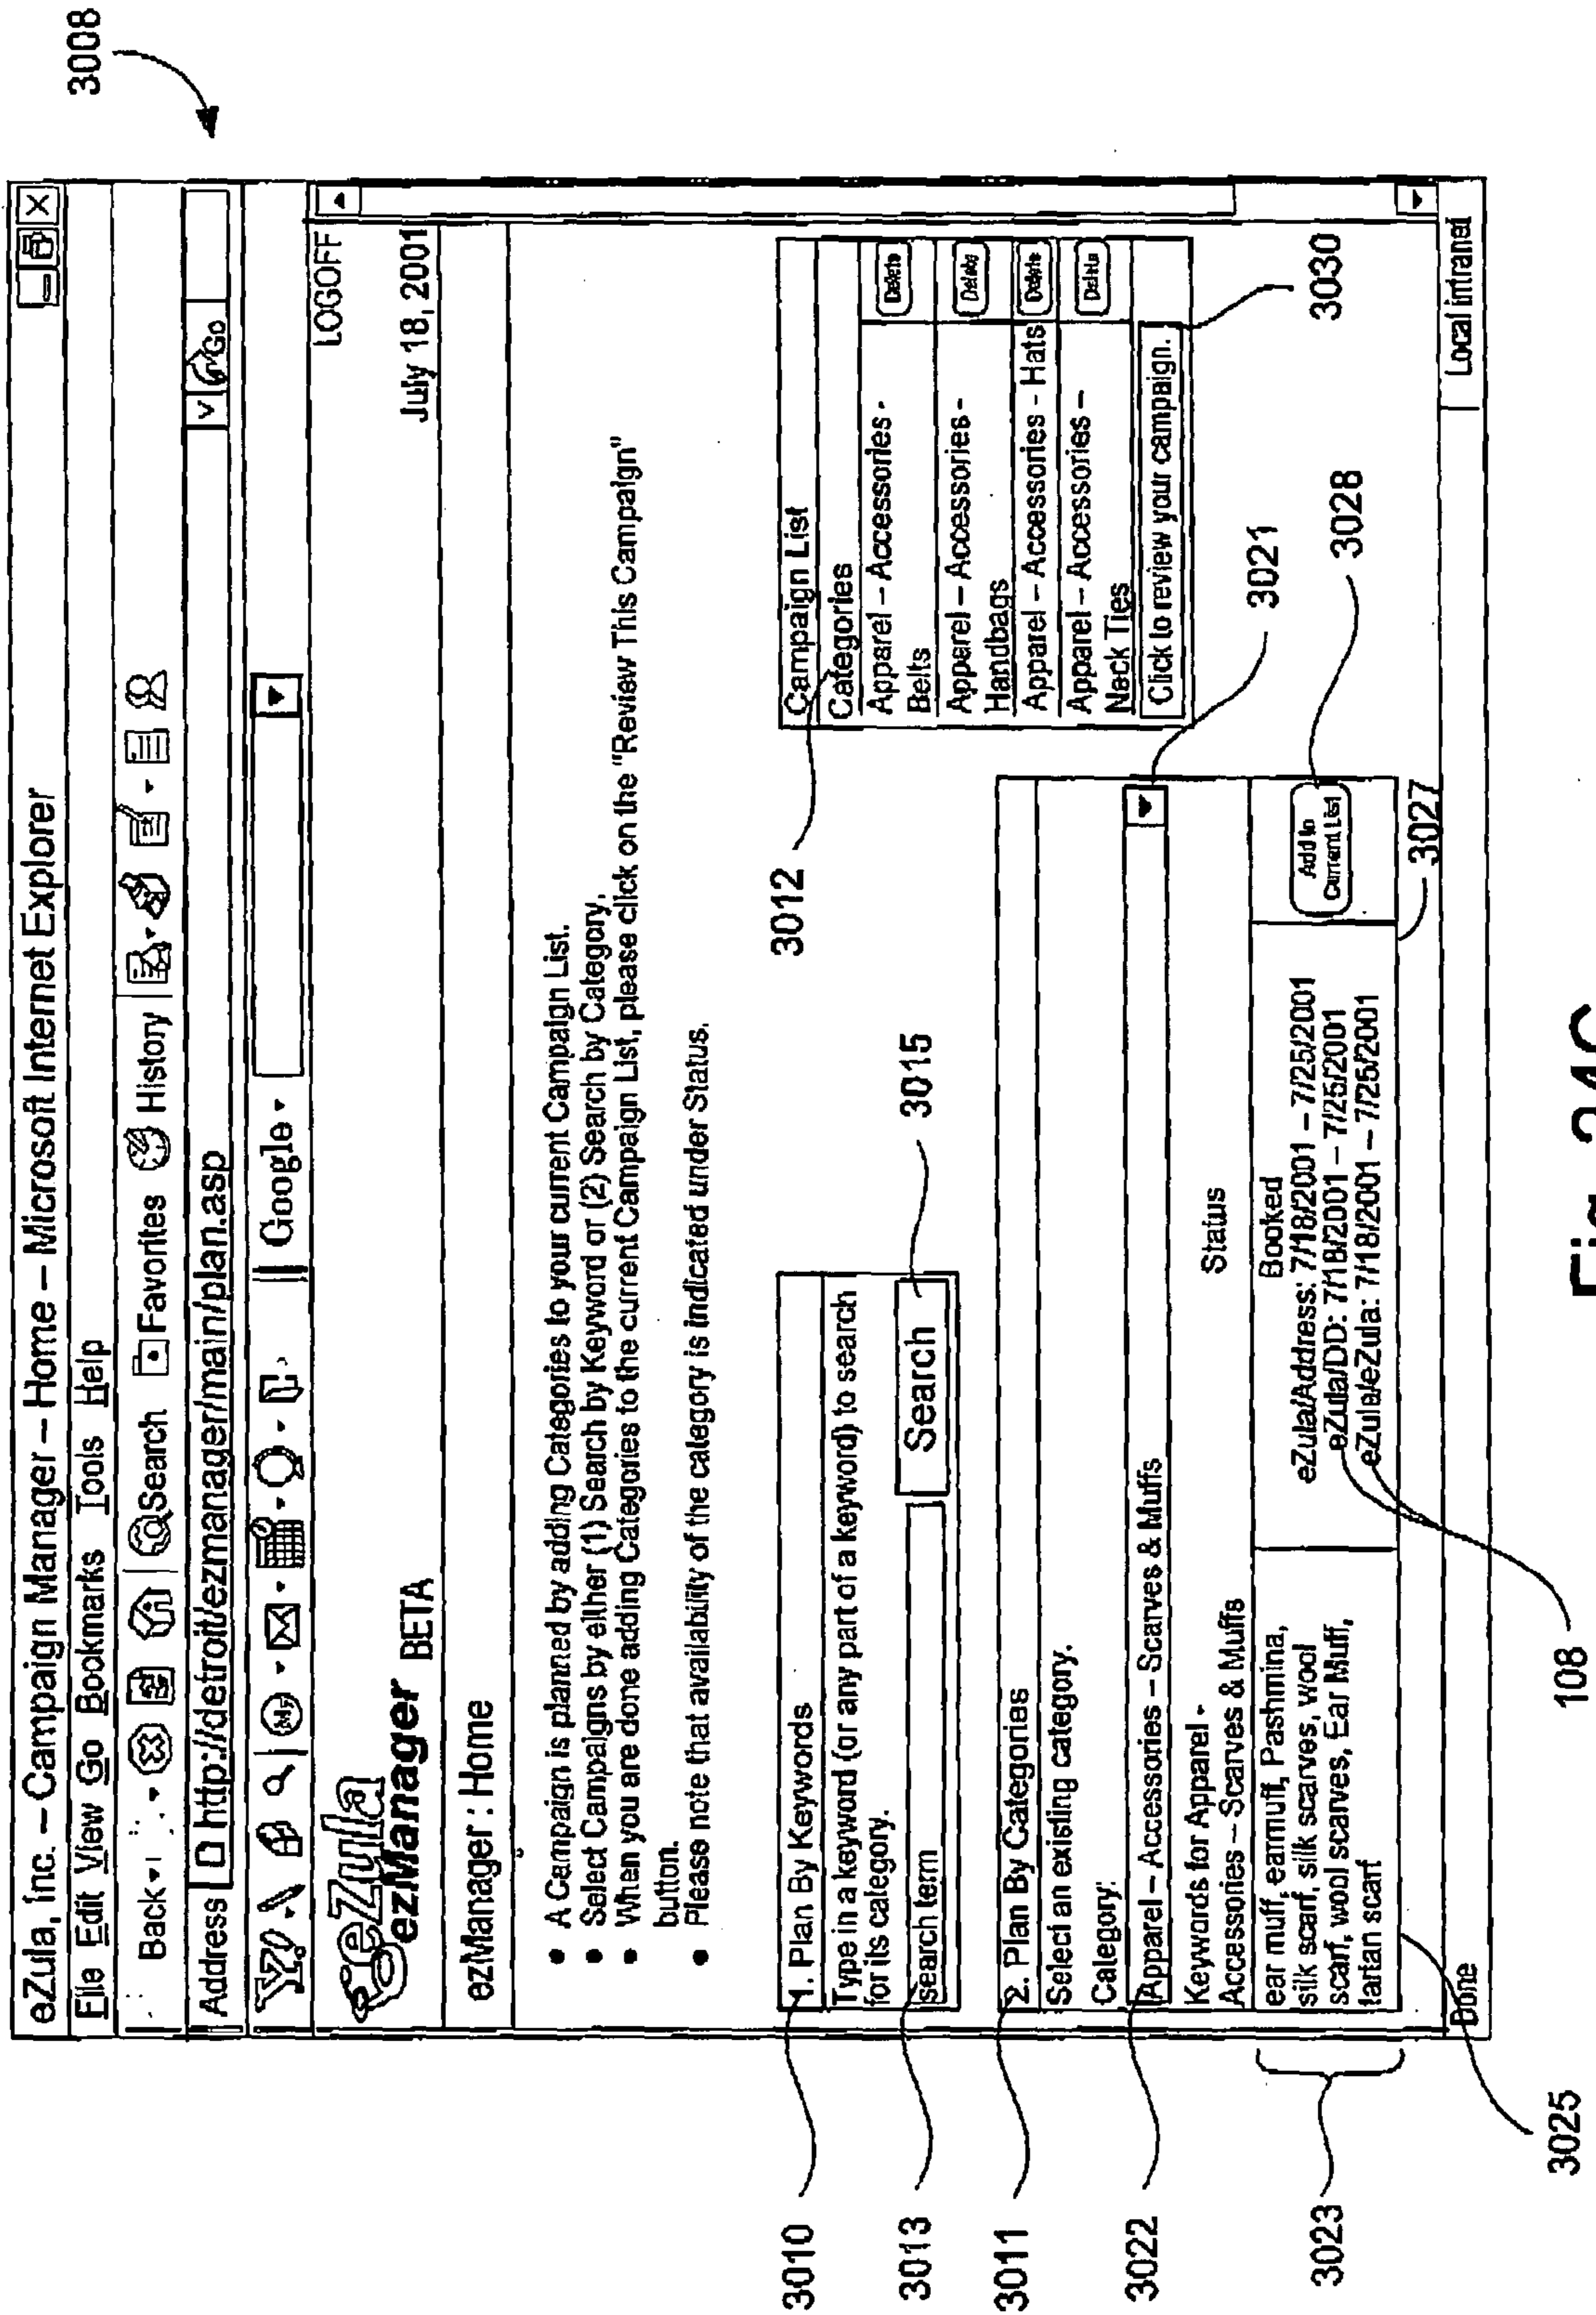 3008
eZula, Inc. – Campaign Manager – Home – Microsoft Internet Explorer
File Edit View Go Bookmarks Tools Help
Back Search Favorites History
Address http://detroit/ezmanager/main/plan.asp Go
Y! Google
eZula
ezManager BETA
LOGOFF
July 18, 2001
ezManager : Home
• A Campaign is planned by adding Categories to your current Campaign List.
• Select Campaigns by either (1) Search by Keyword or (2) Search by Category,
• When you are done adding Categories to the current Campaign List, please click on the "Review This Campaign"
button.
• Please note that availability of the category is indicated under Status.
3010
1. Plan By Keywords
Type in a keyword (or any part of a keyword) to search
for its category.
3013
search term
Search
3015
3012
Campaign List
Categories
Apparel – Accessories -
Belts
Delete
Apparel – Accessories -
Handbags
Delete
Apparel – Accessories - Hats
Delete
Apparel – Accessories –
Neck Ties
Delete
Click to review your campaign.
3030
3011
2. Plan By Categories
Select an existing category.
Category:
3022
Apparel – Accessories – Scarves & Muffs
3021
Keywords for Apparel -
Accessories – Scarves & Muffs
Status
3023
ear muff, earmuff, Pashmina,
silk scarf, silk scarves, wool
scarf, wool scarves, Ear Muff,
tartan scarf
Booked
eZula/Address: 7/18/2001 – 7/25/2001
eZula/DD: 7/18/2001 – 7/25/2001
eZula/eZula: 7/18/2001 – 7/25/2001
Add to
Current List
3028
3027
Done
Local intranet
3025
108
Fig. 34C